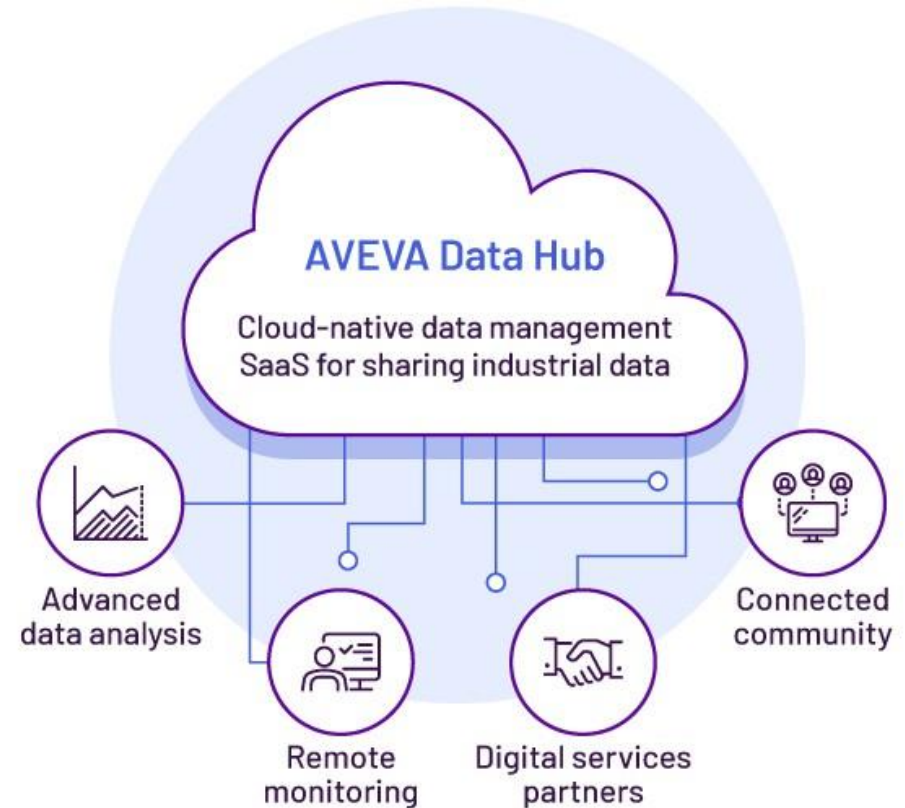 AVEVA Data Hub
Cloud-native data management
SaaS for sharing industrial data
Advanced
data analysis
Remote
monitoring
Digital services
partners
Connected
community